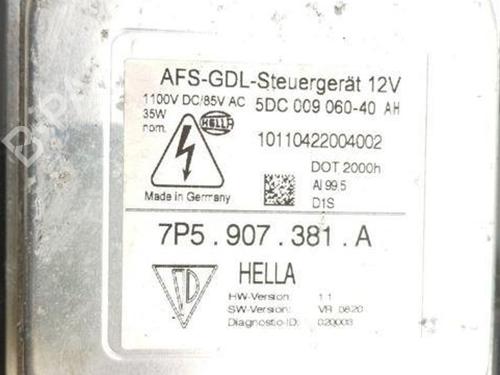 AFS-GDL-Steuergerät 12V
1100V DC/85V AC 5DC 009 060-40 AH
35W
nom.
HELLA
10110422004002
DOT 2000h
Al 99.5
D1S
Made in Germany
7P5.907.381.A
HELLA
HW-Version: 1.1
SW-Version: VR 0820
Diagnostic-ID: 020003